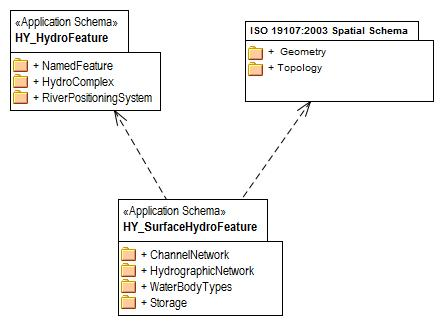 «Application Schema»
HY_HydroFeature
+ NamedFeature
+ HydroComplex
+ RiverPositioningSystem
ISO 19107:2003 Spatial Schema
+ Geometry
+ Topology
«Application Schema»
HY_SurfaceHydroFeature
+ ChannelNetwork
+ HydrographicNetwork
+ WaterBodyTypes
+ Storage